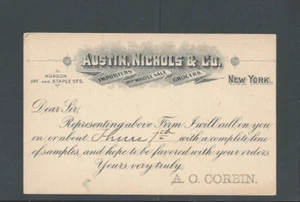 AUSTIN, NICHOLS & CO.
IMPORTERS AND WHOLESALE GROCERS
HUDSON
JAY AND STAPLE STS.
NEW YORK.
Dear Sir,
Representing above Firm I will call on you
on or about 7th with a complete line
of samples, and hope to be favored with your orders.
Yours very truly,
A. O. CORBIN.